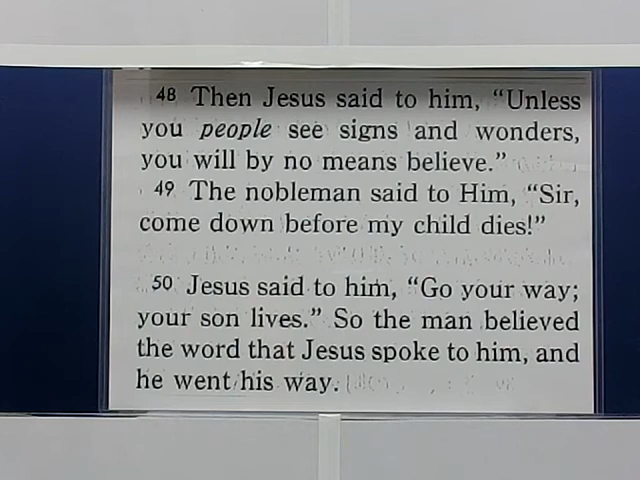 48 Then Jesus said to him, “Unless
you people see signs and wonders,
you will by no means believe.”
49 The nobleman said to Him, “Sir,
come down before my child dies!”
50 Jesus said to him, “Go your way;
your son lives.” So the man believed
the word that Jesus spoke to him, and
he went his way.